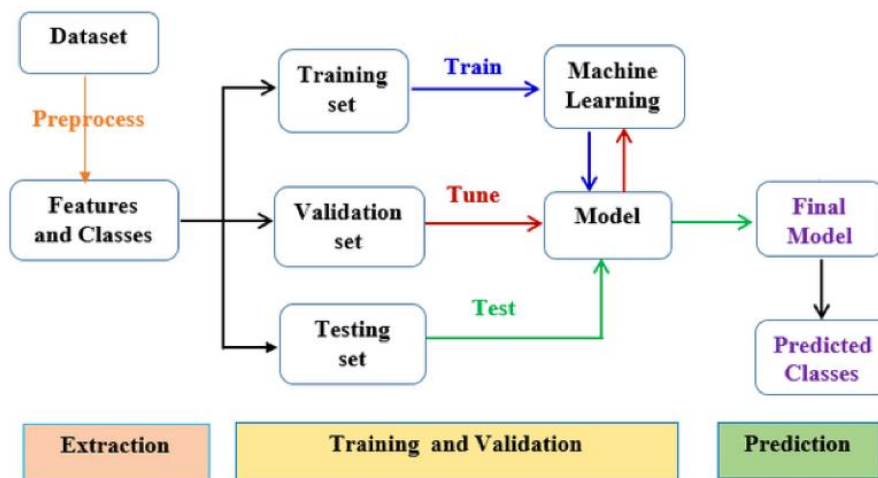 Dataset
Preprocess
Features
and Classes
Training
set
Train
Machine
Learning
Validation
set
Tune
Model
Final
Model
Testing
set
Test
Predicted
Classes
Extraction
Training and Validation
Prediction